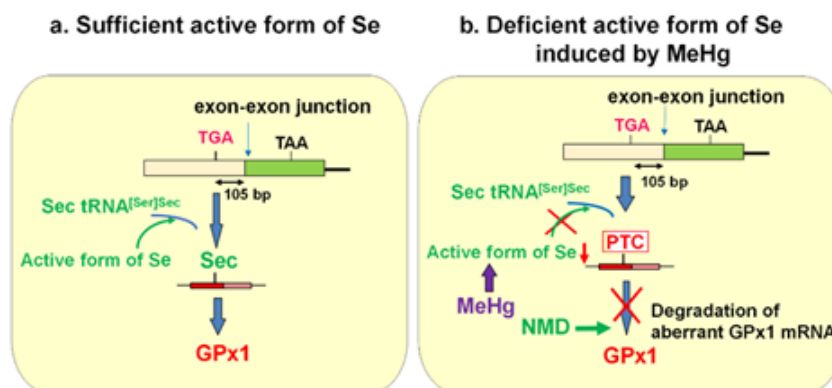 a. Sufficient active form of Se
exon-exon junction
TGA
TAA
105 bp
Sec tRNA[Ser]Sec
Active form of Se
Sec
GPx1
b. Deficient active form of Se
induced by MeHg
exon-exon junction
TGA
TAA
105 bp
Sec tRNA[Ser]Sec
Active form of Se
PTC
MeHg
NMD
Degradation of
aberrant GPx1 mRNA
GPx1